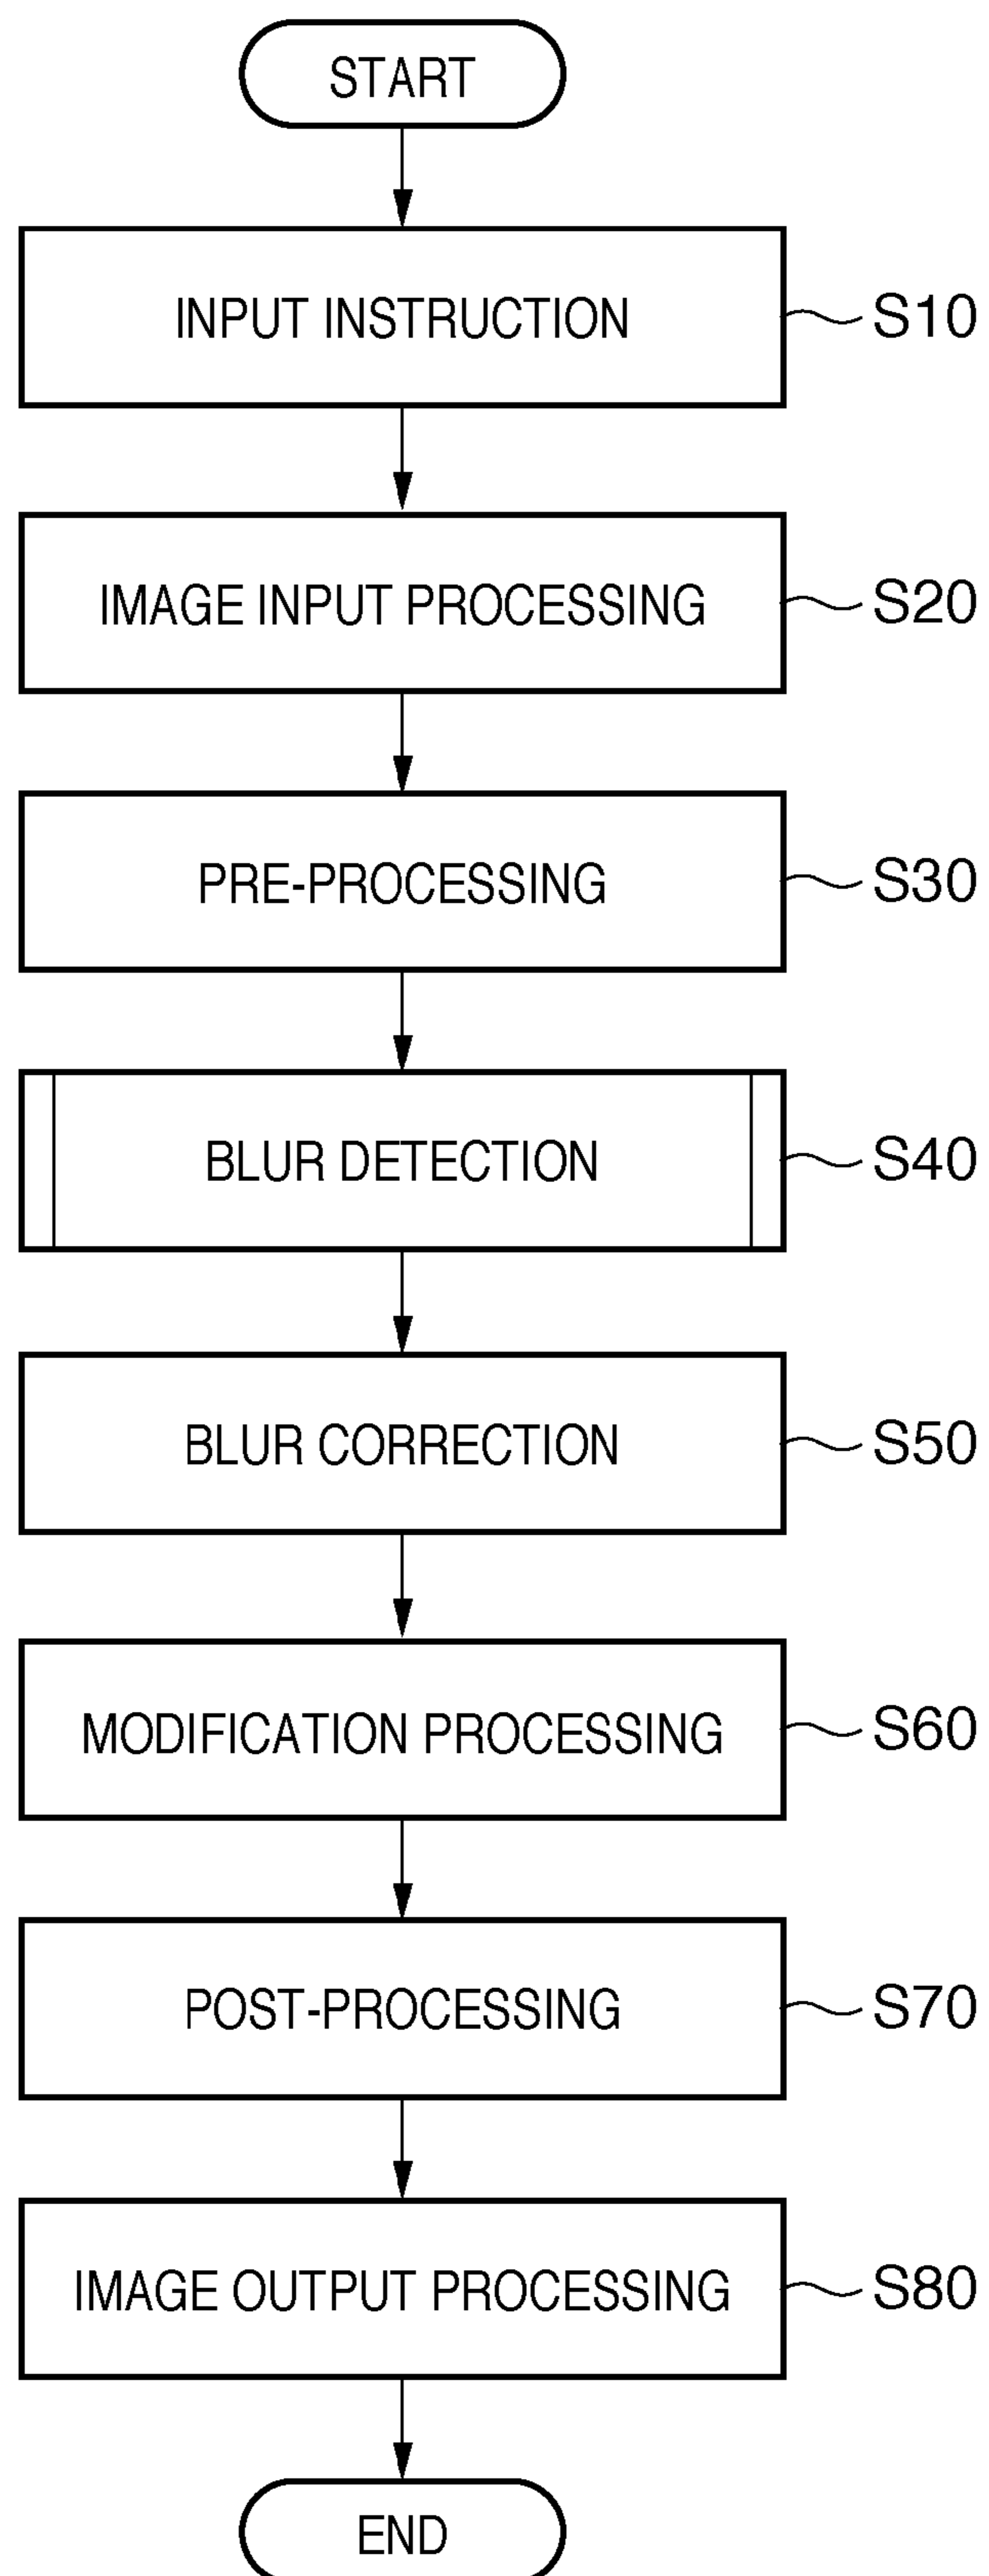 START
INPUT INSTRUCTION S10
IMAGE INPUT PROCESSING S20
PRE-PROCESSING S30
BLUR DETECTION S40
BLUR CORRECTION S50
MODIFICATION PROCESSING S60
POST-PROCESSING S70
IMAGE OUTPUT PROCESSING S80
END